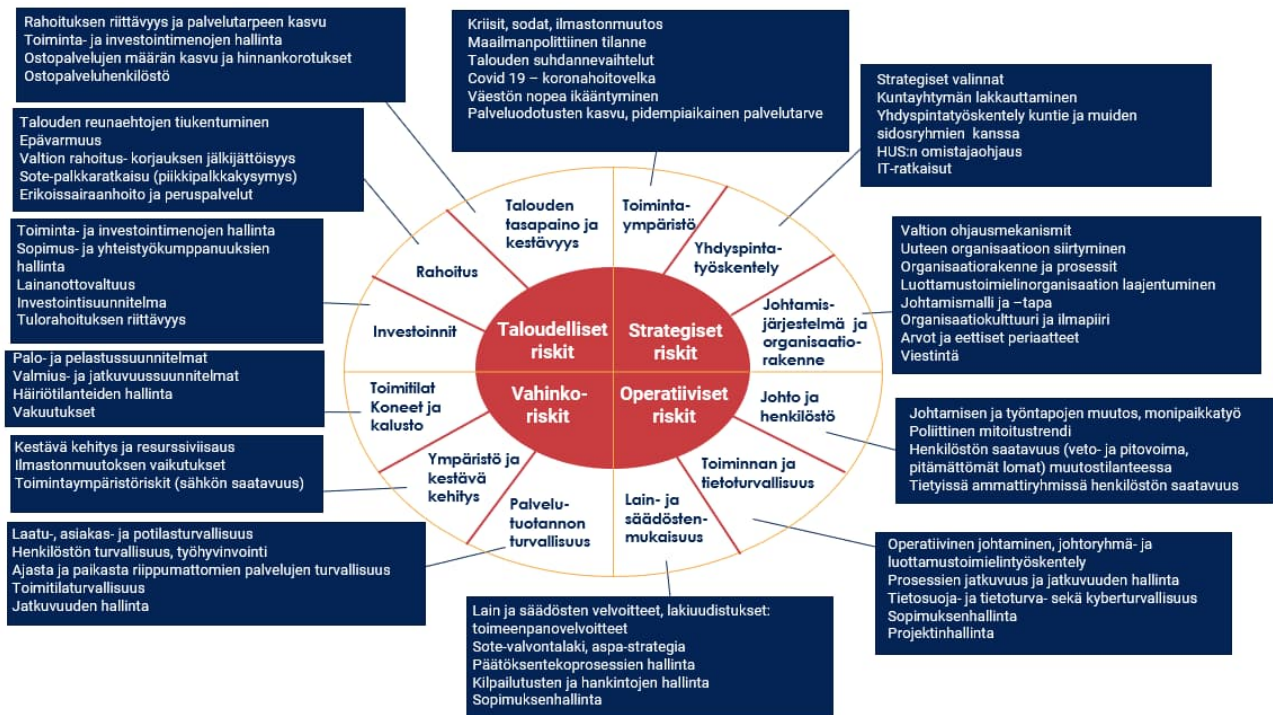 Rahoituksen riittävyys ja palvelutarpeen kasvu
Toiminta- ja investointimenojen hallinta
Ostopalvelujen määrän kasvu ja hinnankorotukset
Ostopalveluhenkilöstö
Kriisit, sodat, ilmastonmuutos
Maailmanpoliittinen tilanne
Talouden suhdannevaihtelut
Covid 19 – koronahoitovelka
Väestön nopea ikääntyminen
Palveluodotusten kasvu, pidempiaikainen palvelutarve
Strategiset valinnat
Kuntayhtymän lakkauttaminen
Yhdyspintatyöskentely kuntie ja muiden
sidosryhmien kanssa
HUS:n omistajaohjaus
IT-ratkaisut
Talouden reunaehtojen tiukentuminen
Epävarmuus
Valtion rahoitus- korjauksen jälkijättöisyys
Sote-palkkaratkaisu (piikkipalkkakysymys)
Erikoissairaanhoito ja peruspalvelut
Toiminta- ja investointimenojen hallinta
Sopimus- ja yhteistyökumppanuuksien
hallinta
Lainanottovaltuus
Investointisuunnitelma
Tulorahoituksen riittävyys
Valtion ohjausmekanismit
Uuteen organisaatioon siirtyminen
Organisaatiorakenne ja prosessit
Luottamustoimielinorganisaation laajentuminen
Johtamismalli ja –tapa
Organisaatiokulttuuri ja ilmapiiri
Arvot ja eettiset periaatteet
Viestintä
Talouden
tasapaino ja
kestävyys
Toiminta-
ympäristö
Rahoitus
Yhdyspinta-
työskentely
Investoinnit
Taloudelliset
riskit
Strategiset
riskit
Johtamis-
järjestelmä ja
organisaatio-
rakenne
Toimitilat
Koneet ja
kalusto
Vahinko-
riskit
Operatiiviset
riskit
Johto ja
henkilöstö
Ympäristö ja
kestävä
kehitys
Toiminnan ja
tietoturvallisuus
Palvelu-
tuotannon
turvallisuus
Lain- ja
säädösten-
mukaisuus
Palo- ja pelastussuunnitelmat
Valmius- ja jatkuvuussuunnitelmat
Häiriötilanteiden hallinta
Vakuutukset
Kestävä kehitys ja resurssiviisaus
Ilmastonmuutoksen vaikutukset
Toimintaympäristöriskit (sähkön saatavuus)
Johtamisen ja työntapojen muutos, monipaikkatyö
Poliittinen mitoitustrendi
Henkilöstön saatavuus (veto- ja pitovoima,
pitämättömät lomat) muutostilanteessa
Tietyissä ammattiryhmissä henkilöstön saatavuus
Laatu-, asiakas- ja potilasturvallisuus
Henkilöstön turvallisuus, työhyvinvointi
Ajasta ja paikasta riippumattomien palvelujen turvallisuus
Toimitilaturvallisuus
Jatkuvuuden hallinta
Operatiivinen johtaminen, johtoryhmä- ja
luottamustoimielintyöskentely
Prosessien jatkuvuus ja jatkuvuuden hallinta
Tietosuoja- ja tietoturva- sekä kyberturvallisuus
Sopimuksenhallinta
Projektinhallinta
Lain ja säädösten velvoitteet, lakiuudistukset:
toimeenpanovelvoitteet
Sote-valvontalaki, aspa-strategia
Päätöksentekoprosessien hallinta
Kilpailutusten ja hankintojen hallinta
Sopimuksenhallinta